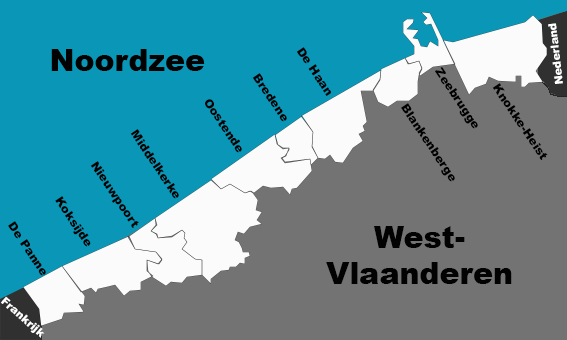 Noordzee
De Haan
Bredene
Oostende
Middelkerke
Nieuwpoort
Koksijde
De Panne
Frankrijk
Nederland
Zeebrugge
Knokke-Heist
Blankenberge
West-
Vlaanderen